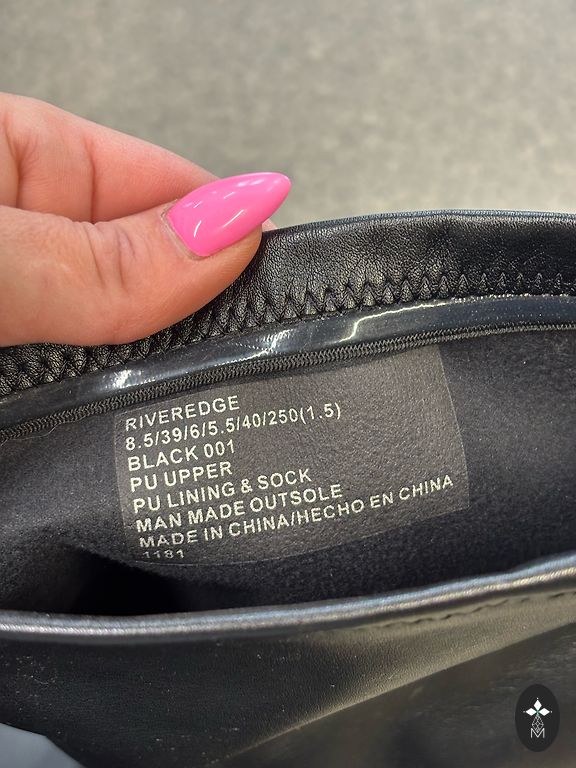 RIVEREDGE
8.5/39/6/5.5/40/250(1.5)
BLACK 001
PU UPPER
PU LINING & SOCK
MAN MADE OUTSOLE
MADE IN CHINA/HECHO EN CHINA
1181
M